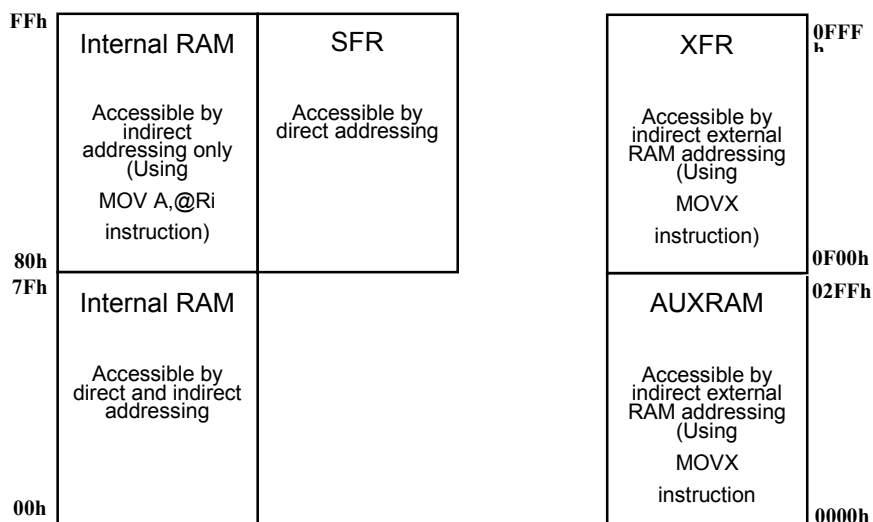 FFh
Internal RAM
Accessible by
indirect
addressing only
(Using
MOV A,@Ri
instruction)
80h
SFR
Accessible by
direct addressing
7Fh
Internal RAM
Accessible by
direct and indirect
addressing
00h
XFR
0FFF
h
Accessible by
indirect external
RAM addressing
(Using
MOVX
instruction)
0F00h
AUXRAM
02FFh
Accessible by
indirect external
RAM addressing
(Using
MOVX
instruction
0000h